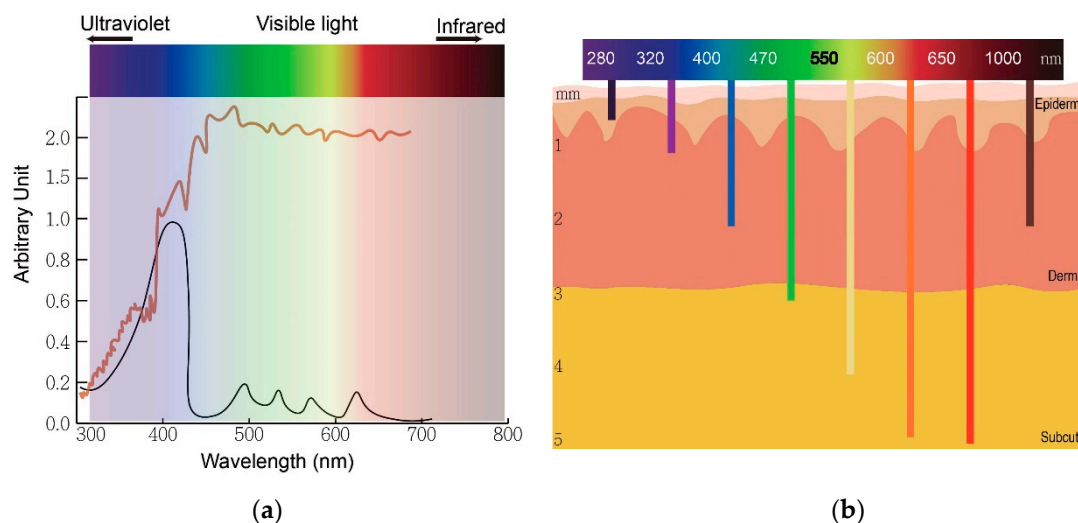 Ultraviolet Visible light Infrared
Arbitrary Unit
2.0
1.5
1.0
0.8
0.6
0.4
0.2
0.0
300 400 500 600 700 800
Wavelength (nm)
(a)
280 320 400 470 550 600 650 1000 nm
mm
Epiderm
1
2
Derm
3
4
5
Subcut
(b)